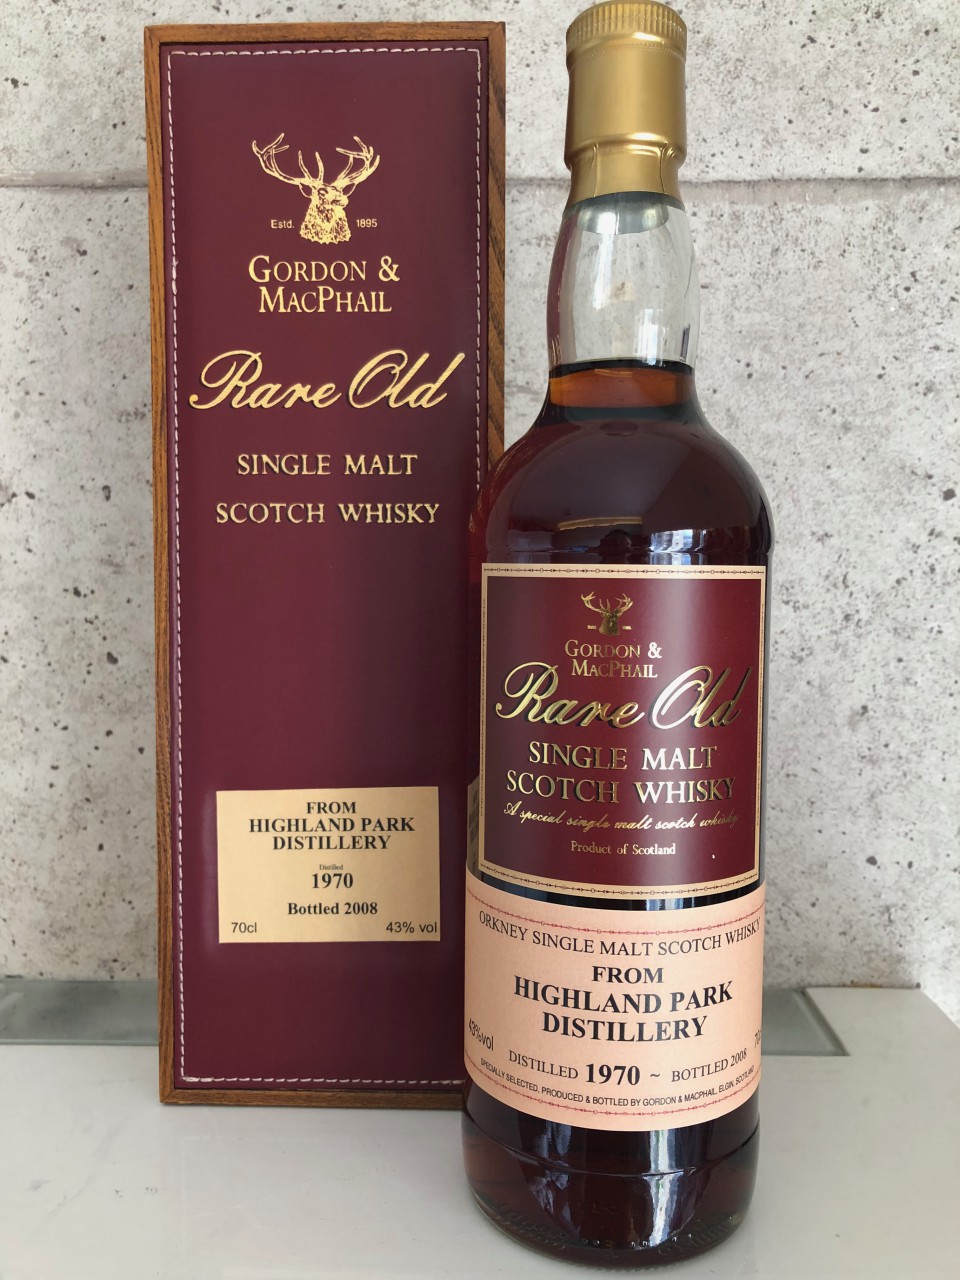 Estd. 1895
GORDON &
MACPHAIL
Rare Old
SINGLE MALT
SCOTCH WHISKY
FROM
HIGHLAND PARK
DISTILLERY
Distilled
1970
Bottled 2008
70cl 43% vol
GORDON &
MACPHAIL
Rare Old
SINGLE MALT
SCOTCH WHISKY
A special single malt scotch whisky
Product of Scotland
ORKNEY SINGLE MALT SCOTCH WHISKY
FROM
HIGHLAND PARK
DISTILLERY
43%vol
DISTILLED 1970 ~ BOTTLED 2008
SPECIALLY SELECTED, PRODUCED & BOTTLED BY GORDON & MACPHAIL, ELGIN, SCOTLAND